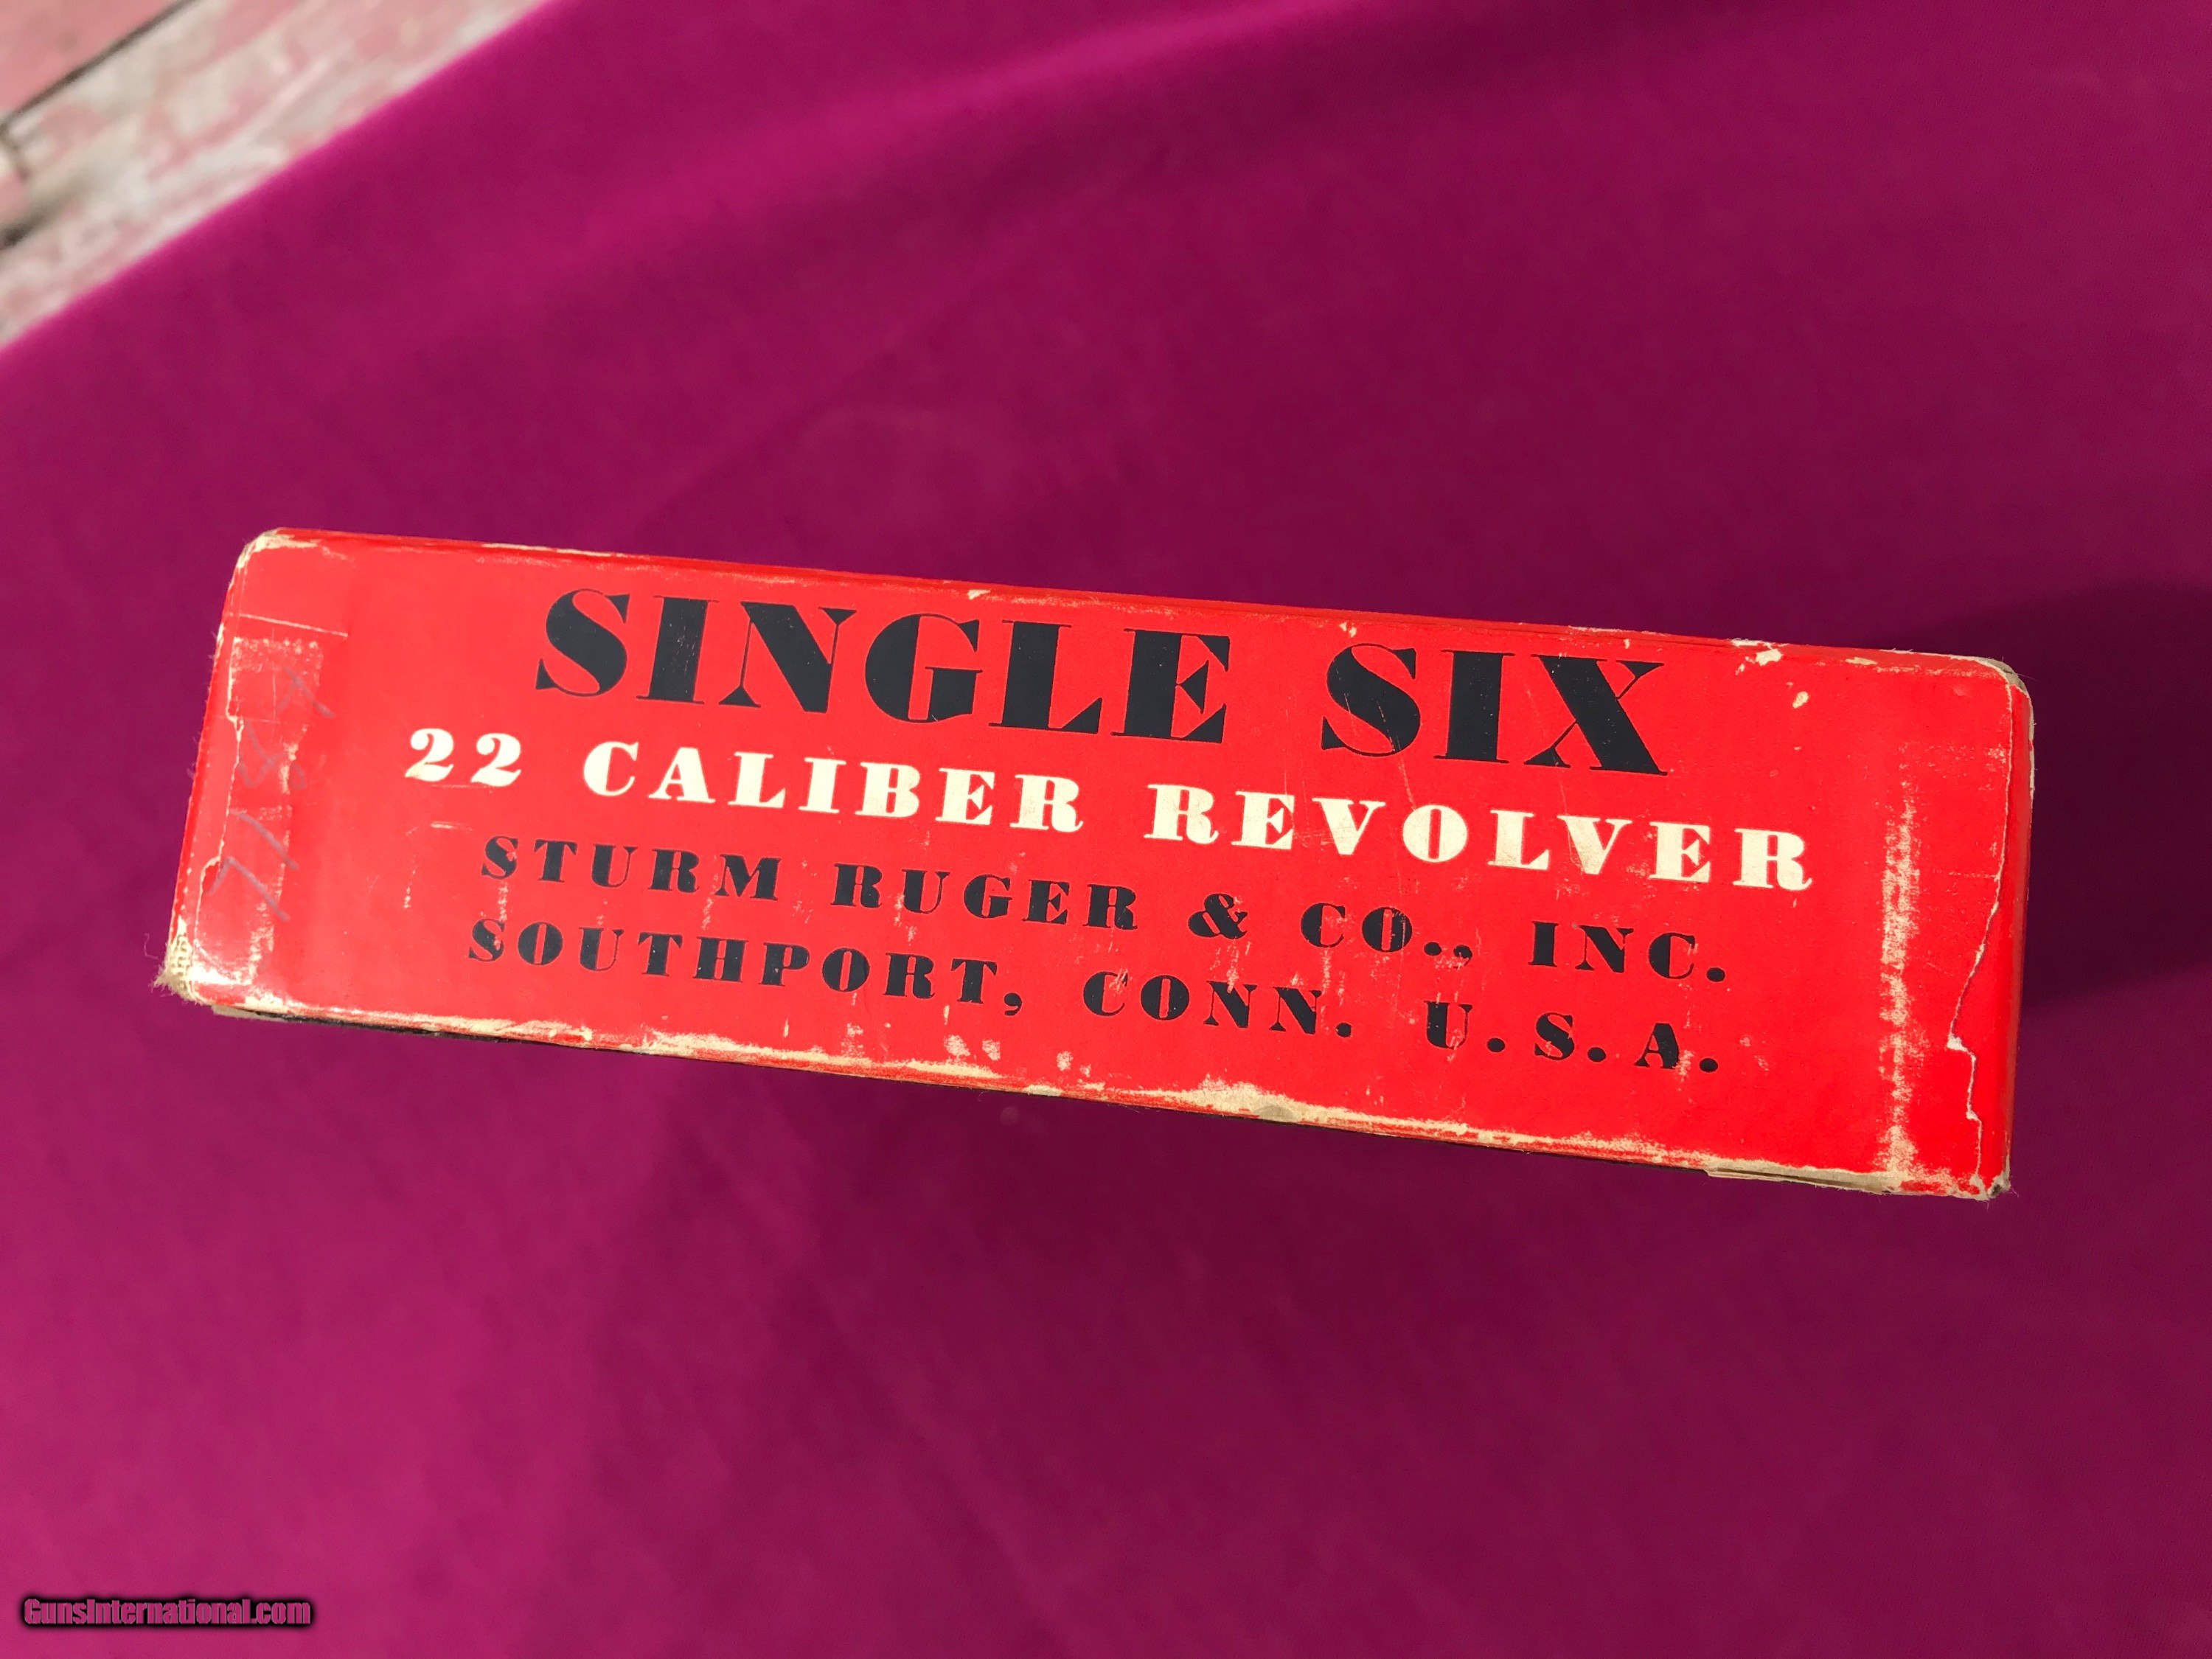 SINGLE SIX
22 CALIBER REVOLVER
STURM RUGER & CO., INC.
SOUTHPORT, CONN. U.S.A.
GunsInternational.com